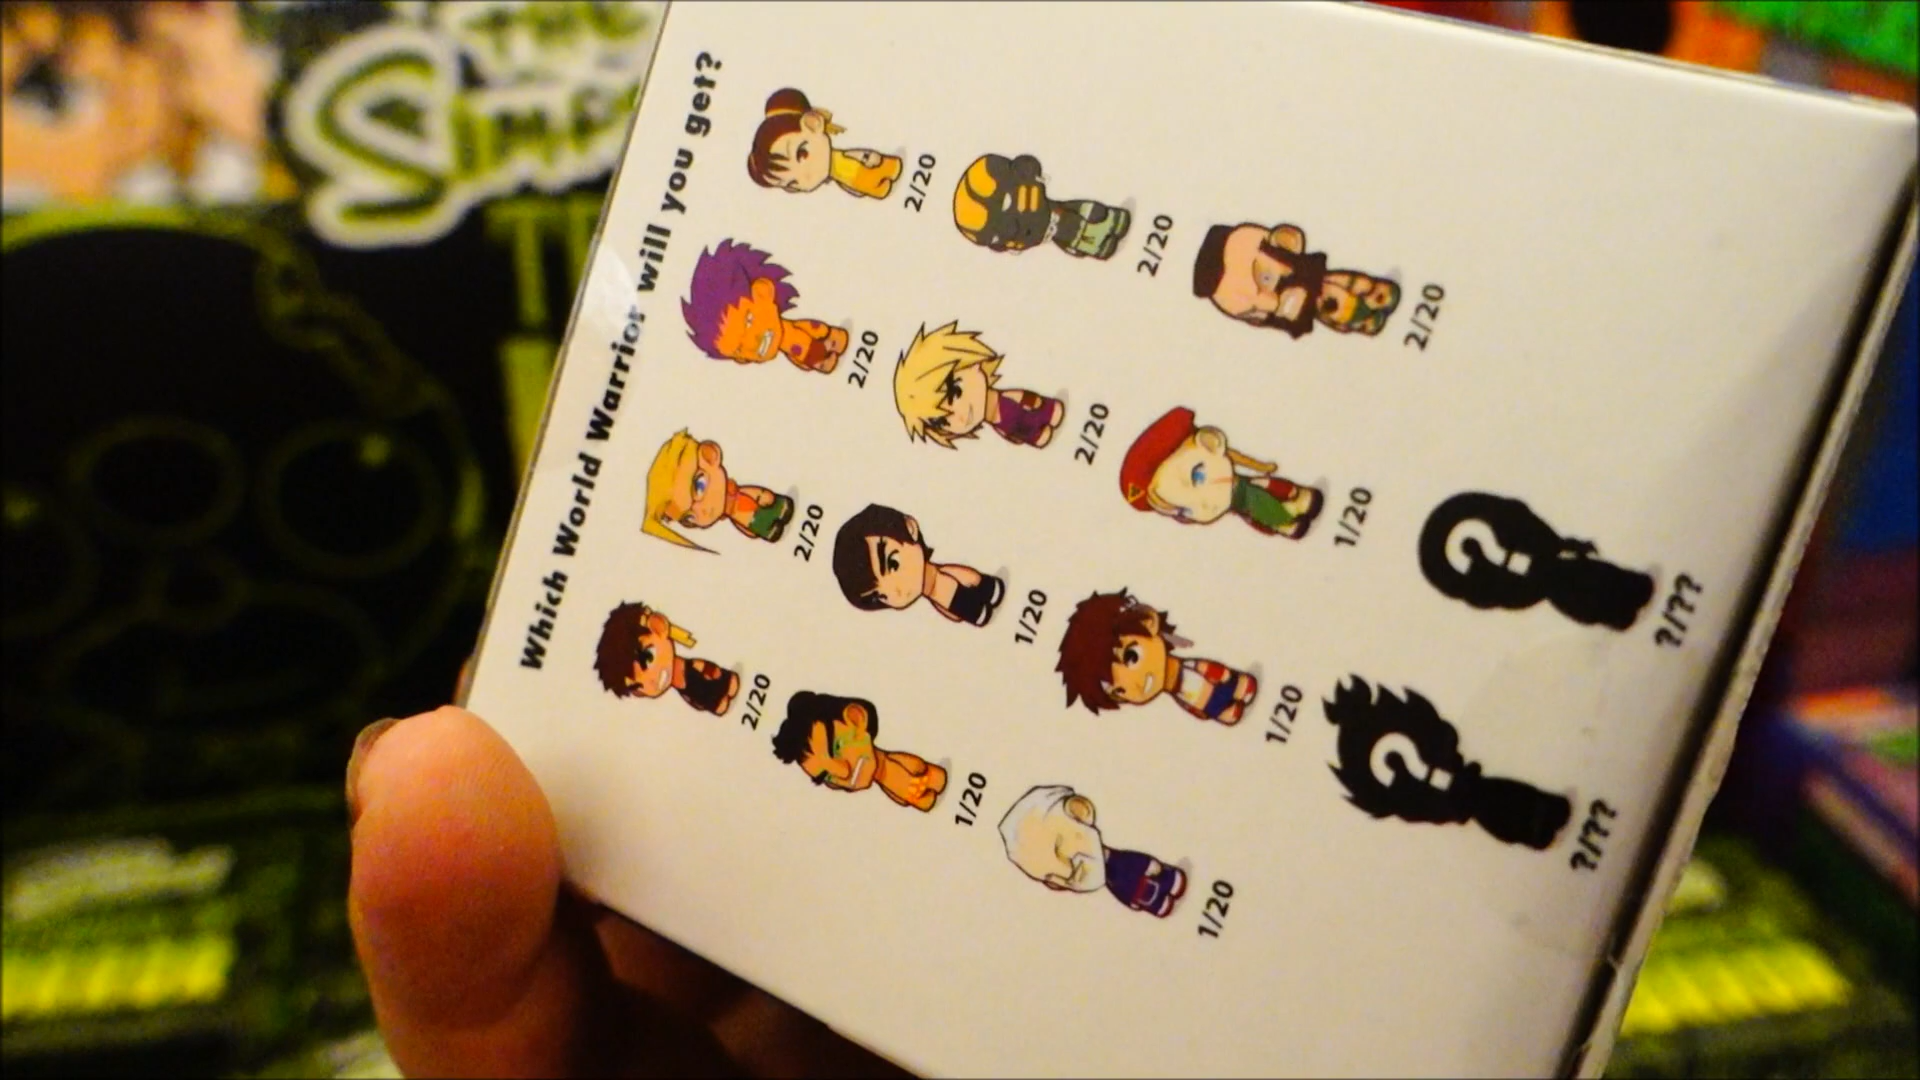 Which World Warrior will you get?
2/20 2/20 2/20 2/20
1/20 1/20 2/20 2/20
1/20 1/20 1/20 2/20
?/?? ?/??